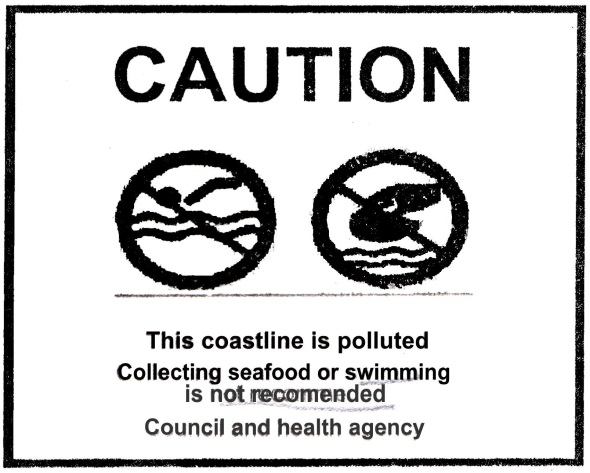 CAUTION
This coastline is polluted
Collecting seafood or swimming
is not recomended
Council and health agency